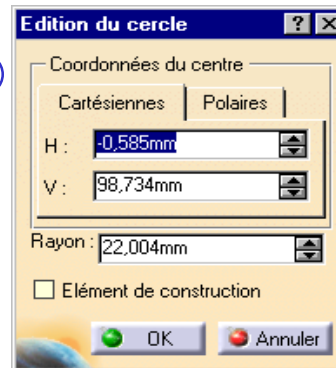 Edition du cercle
Coordonnées du centre
Cartésiennes Polaires
H : -0,585mm
V : 98,734mm
Rayon : 22,004mm
Elément de construction
OK Annuler